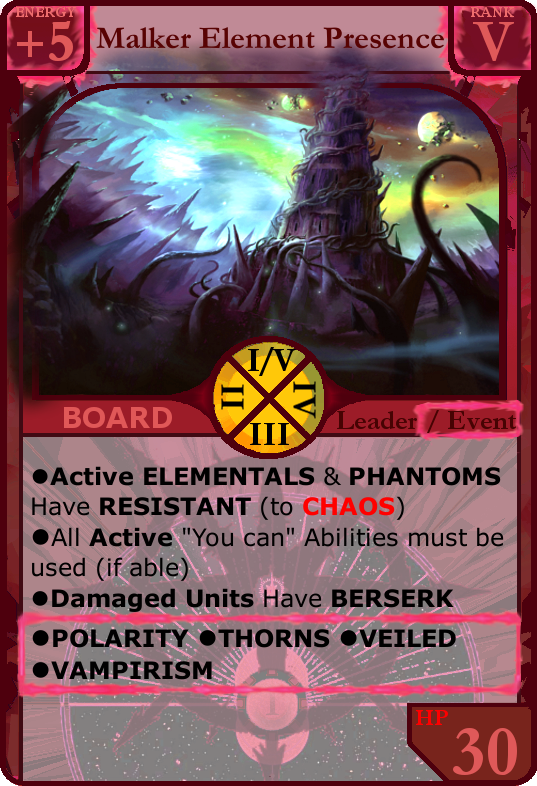 ENERGY
+5
Malker Element Presence
RANK
V
I/V
II
IV
III
BOARD
Leader / Event
●Active ELEMENTALS & PHANTOMS
Have RESISTANT (to CHAOS)
●All Active "You can" Abilities must be
used (if able)
●Damaged Units Have BERSERK
●POLARITY ●THORNS ●VEILED
●VAMPIRISM
HP
30